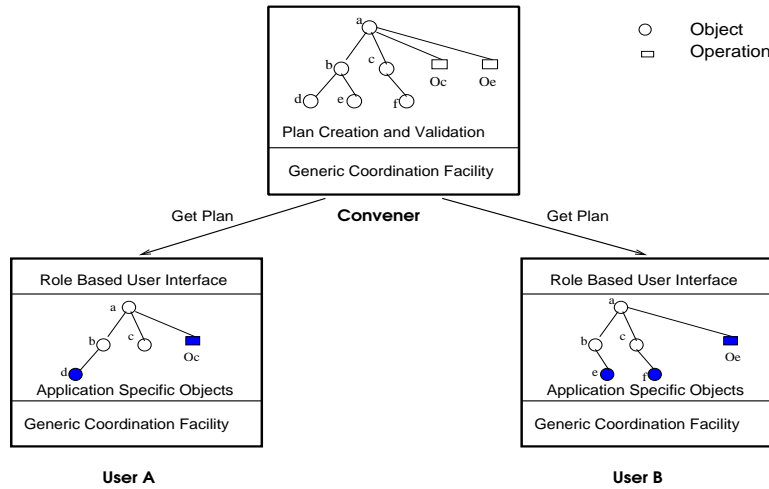 a
Object
Operation
b
c
Oc
Oe
d
e
f
Plan Creation and Validation
Generic Coordination Facility
Get Plan
Convener
Get Plan
Role Based User Interface
a
b
c
Oc
d
Application Specific Objects
Generic Coordination Facility
User A
Role Based User Interface
a
b
c
Oe
e
f
Application Specific Objects
Generic Coordination Facility
User B